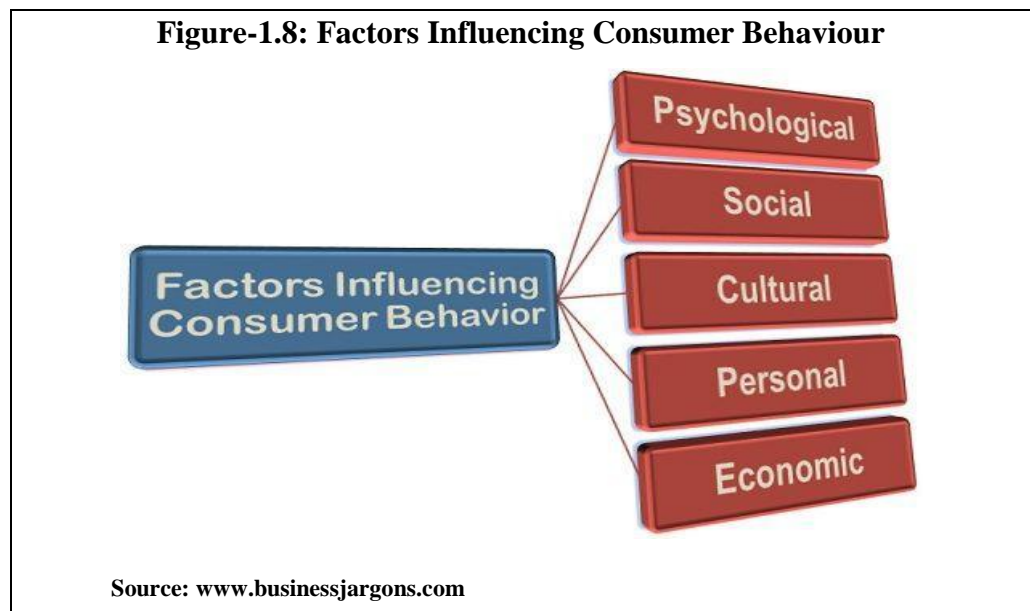 Figure-1.8: Factors Influencing Consumer Behaviour
Factors Influencing
Consumer Behavior
Psychological
Social
Cultural
Personal
Economic
Source: www.businessjargons.com